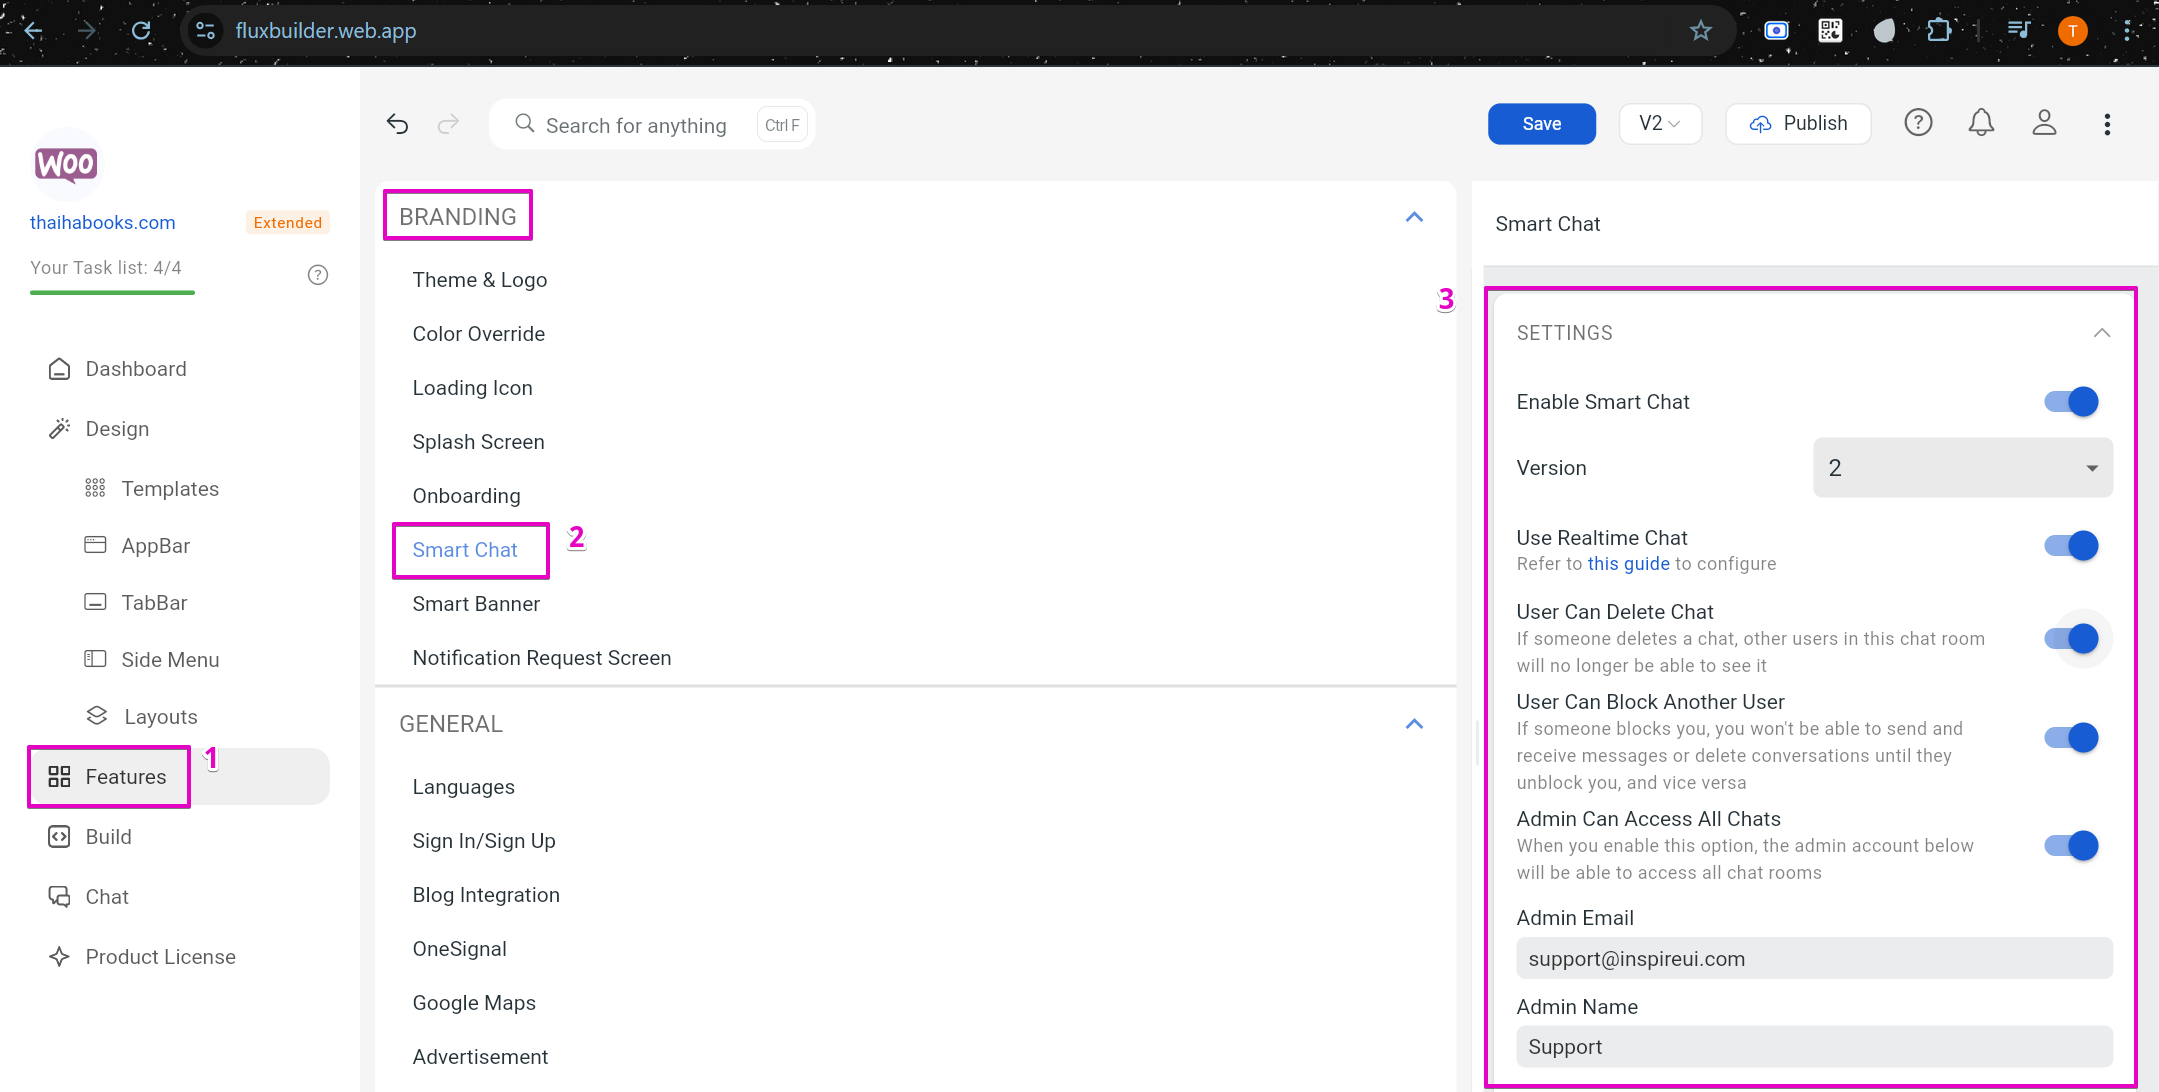 fluxbuilder.web.app
T
Search for anything
Ctrl F
Save
V2
Publish
WOO
thaihabooks.com
Extended
Your Task list: 4/4
Dashboard
Design
Templates
AppBar
TabBar
Side Menu
Layouts
Features
1
Build
Chat
Product License
BRANDING
Theme & Logo
Color Override
Loading Icon
Splash Screen
Onboarding
Smart Chat
2
Smart Banner
Notification Request Screen
GENERAL
Languages
Sign In/Sign Up
Blog Integration
OneSignal
Google Maps
Advertisement
Smart Chat
3
SETTINGS
Enable Smart Chat
Version
2
Use Realtime Chat
Refer to this guide to configure
User Can Delete Chat
If someone deletes a chat, other users in this chat room
will no longer be able to see it
User Can Block Another User
If someone blocks you, you won't be able to send and
receive messages or delete conversations until they
unblock you, and vice versa
Admin Can Access All Chats
When you enable this option, the admin account below
will be able to access all chat rooms
Admin Email
support@inspireui.com
Admin Name
Support